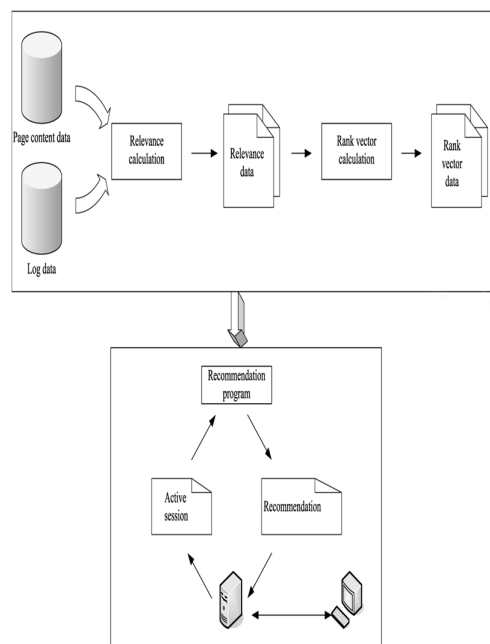 Page content data
Log data
Relevance
calculation
Relevance
data
Rank vector
calculation
Rank
vector
data
Recommendation
program
Active
session
Recommendation